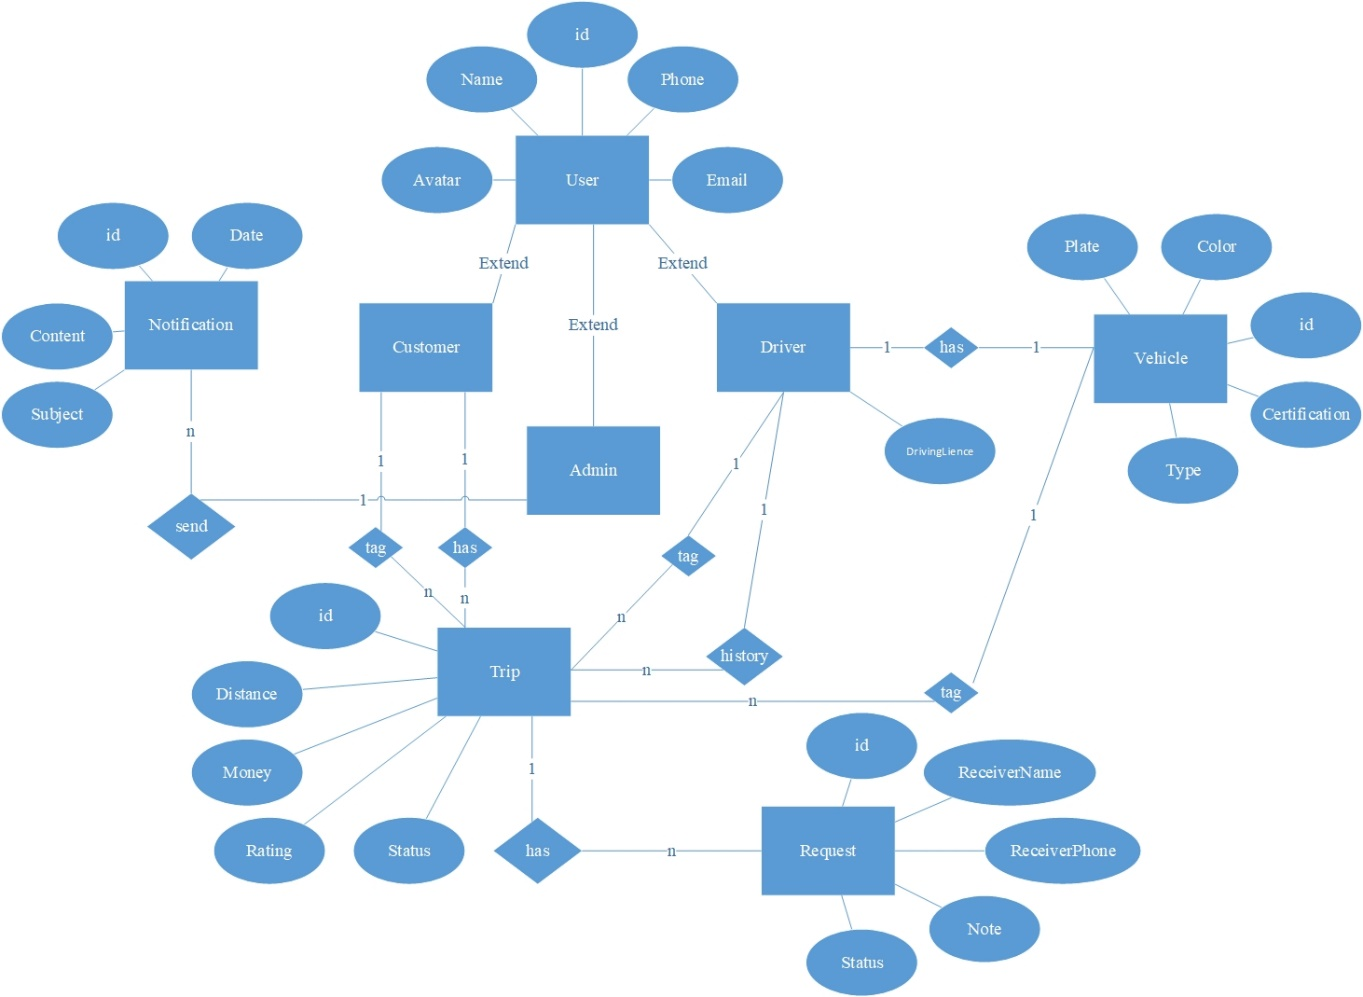 id
Name
Phone
Avatar
User
Email
id
Date
Plate
Color
Extend
Extend
Notification
Extend
id
Content
Customer
Driver
1
has
1
Vehicle
Subject
Certification
n
DrivingLience
1
1
1
Admin
Type
1
send
1
1
tag
has
tag
n
n
id
n
Trip
n
history
Distance
n
tag
Money
1
id
ReceiverName
Rating
Status
has
n
Request
ReceiverPhone
Note
Status